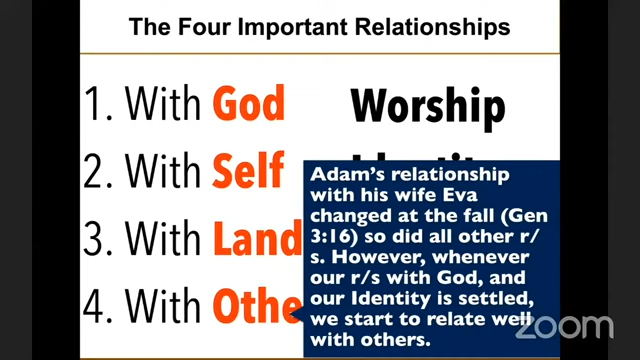 The Four Important Relationships
1. With God Worship
2. With Self
3. With Land
4. With Othe
Adam's relationship
with his wife Eva
changed at the fall (Gen
3:16) so did all other r/
s. However, whenever
our r/s with God, and
our Identity is settled,
we start to relate well
with others.
zoom